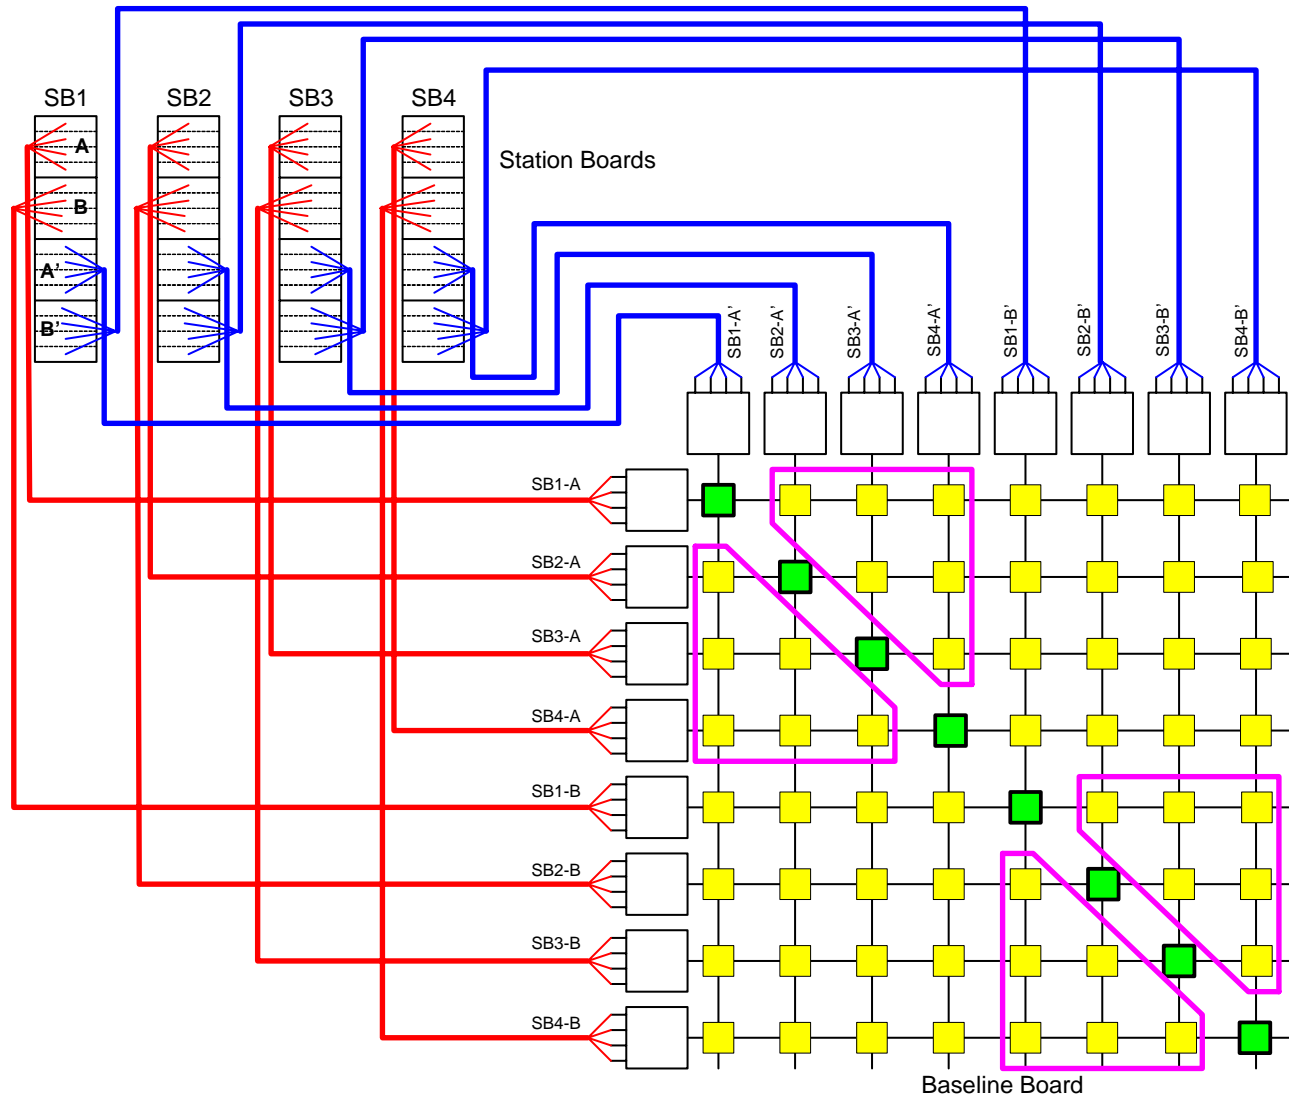 SB1
SB2
SB3
SB4
A
B
A'
B'
Station Boards
SB1-A'
SB2-A'
SB3-A'
SB4-A'
SB1-B'
SB2-B'
SB3-B'
SB4-B'
SB1-A
SB2-A
SB3-A
SB4-A
SB1-B
SB2-B
SB3-B
SB4-B
Baseline Board